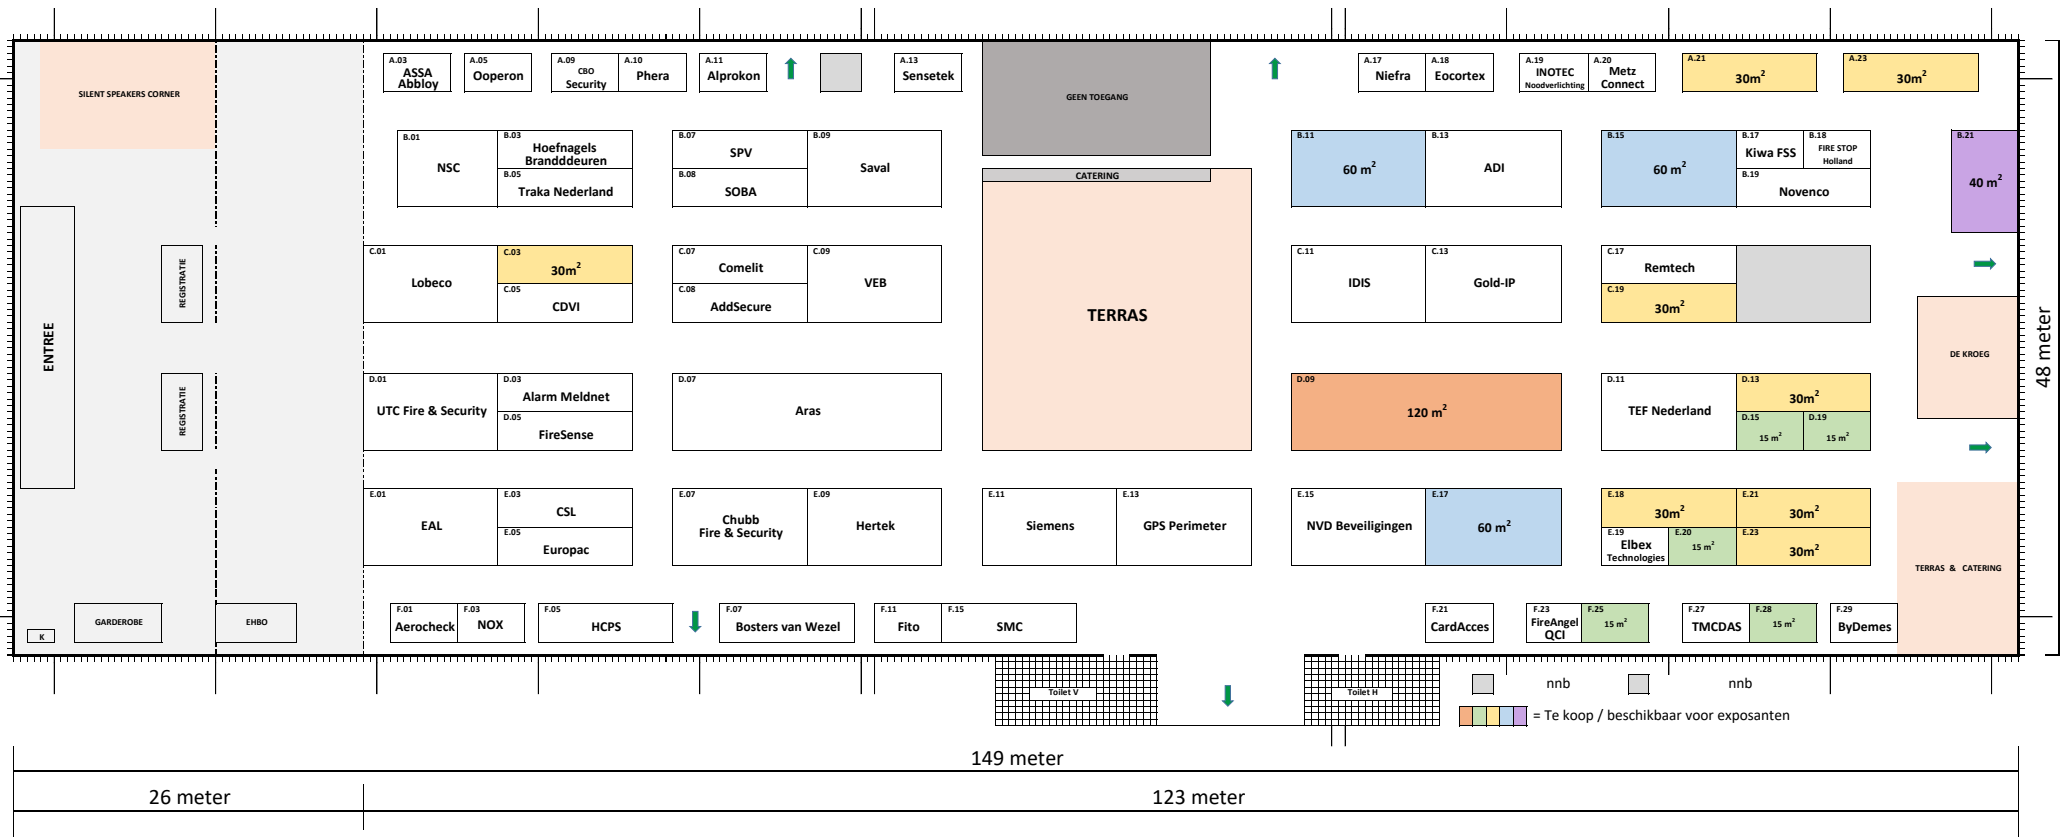 SILENT SPEAKERS CORNER
A.03
ASSA
Abbloy
A.05
Ooperon
A.09
CBO
Security
A.10
Phera
A.11
Alprokon
A.13
Sensetek
GEEN TOEGANG
A.17
Niefra
A.18
Eocortex
A.19
INOTEC
Noodverlichting
A.20
Metz
Connect
A.21
30m²
A.23
30m²
B.01
NSC
B.03
Hoefnagels
Brandddeuren
B.05
Traka Nederland
B.07
SPV
B.08
SOBA
B.09
Saval
CATERING
B.11
60 m²
B.13
ADI
B.15
60 m²
B.17
Kiwa FSS
B.18
FIRE STOP
Holland
B.19
Novenco
B.21
40 m²
ENTREE
REGISTRATIE
REGISTRATIE
C.01
Lobeco
C.03
30m²
C.05
CDVI
C.07
Comelit
C.08
AddSecure
C.09
VEB
TERRAS
C.11
IDIS
C.13
Gold-IP
C.17
Remtech
C.19
30m²
DE KROEG
48 meter
D.01
UTC Fire & Security
D.03
Alarm Meldnet
D.05
FireSense
D.07
Aras
D.09
120 m²
D.11
TEF Nederland
D.13
30m²
D.15
15 m²
D.19
15 m²
E.01
EAL
E.03
CSL
E.05
Europac
E.07
Chubb
Fire & Security
E.09
Hertek
E.11
Siemens
E.13
GPS Perimeter
E.15
NVD Beveiligingen
E.17
60 m²
E.18
30m²
E.19
Elbex
Technologies
E.20
15 m²
E.21
30m²
E.23
30m²
TERRAS & CATERING
K
GARDEROBE
EHBO
F.01
Aerocheck
F.03
NOX
F.05
HCPS
F.07
Bosters van Wezel
F.11
Fito
F.15
SMC
F.21
CardAcces
F.23
FireAngel
QCI
F.25
15 m²
F.27
TMCDAS
F.28
15 m²
F.29
ByDemes
Toilet V
Toilet H
nnb
nnb
= Te koop / beschikbaar voor exposanten
149 meter
26 meter
123 meter